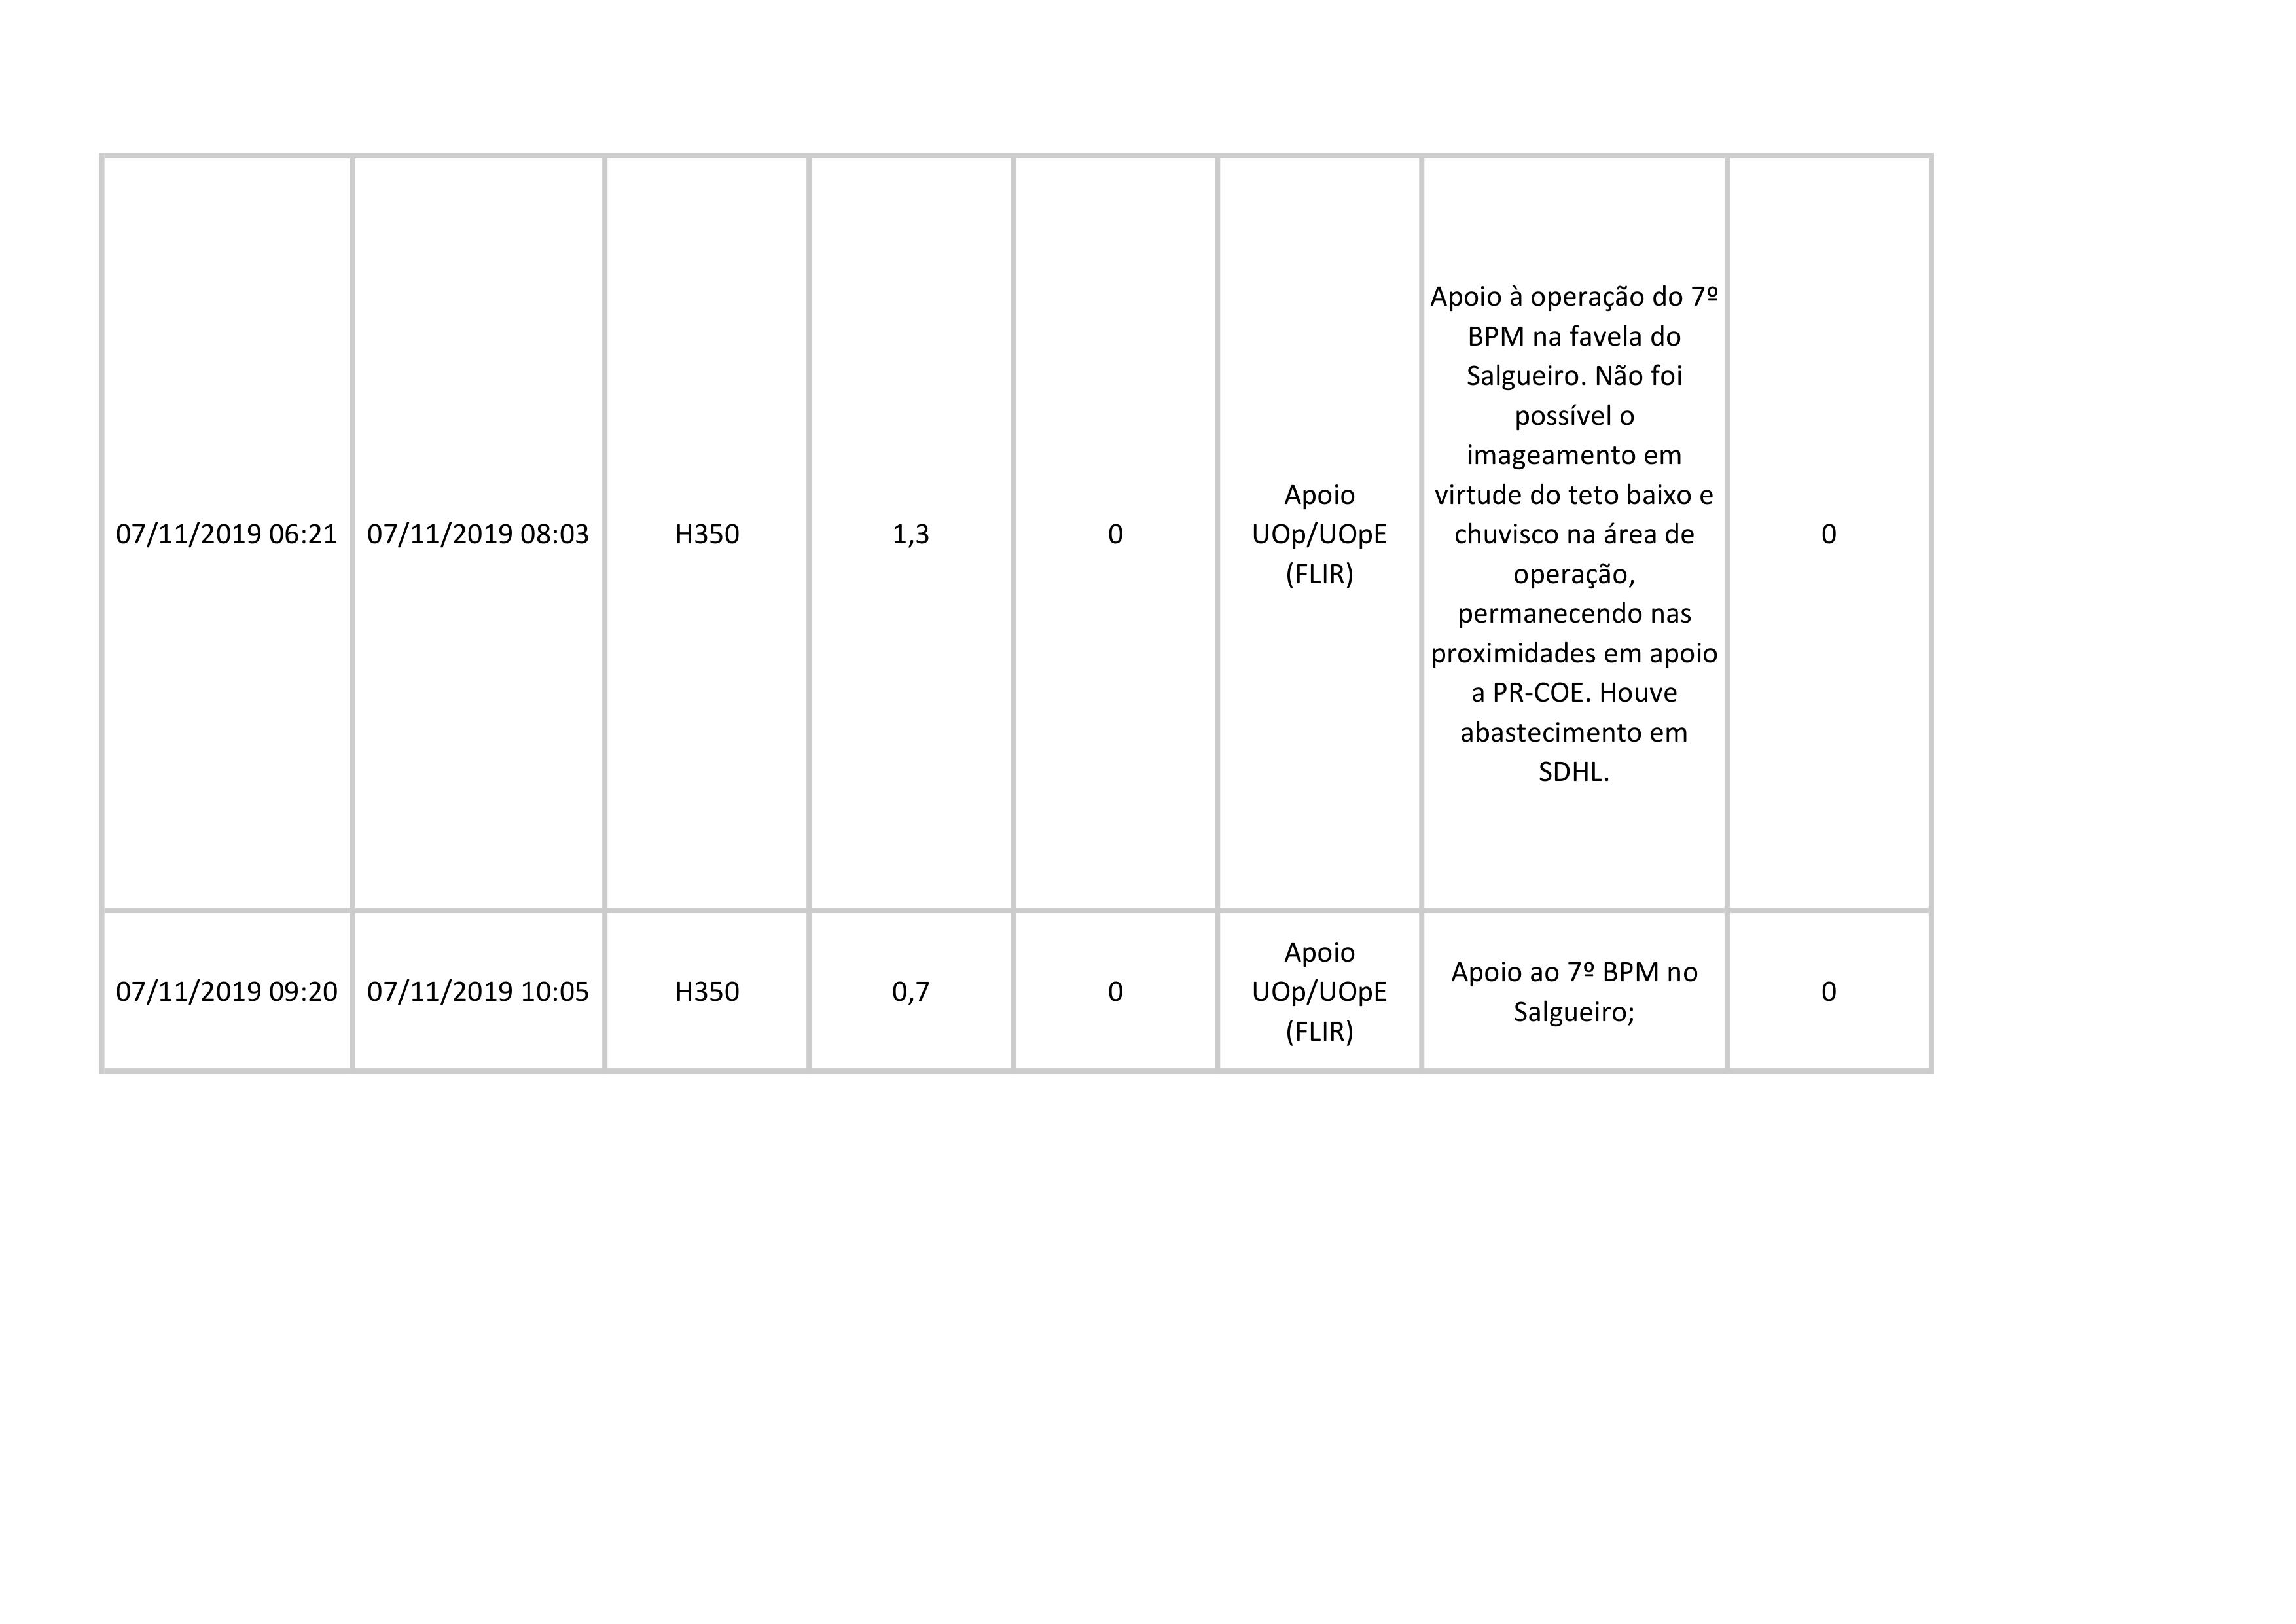 07/11/2019 06:21
07/11/2019 08:03
H350
1,3
0
Apoio
UOp/UOpE
(FLIR)
Apoio à operação do 7º
BPM na favela do
Salgueiro. Não foi
possível o
imageamento em
virtude do teto baixo e
chuvisco na área de
operação,
permanecendo nas
proximidades em apoio
a PR-COE. Houve
abastecimento em
SDHL.
0
07/11/2019 09:20
07/11/2019 10:05
H350
0,7
0
Apoio
UOp/UOpE
(FLIR)
Apoio ao 7º BPM no
Salgueiro;
0